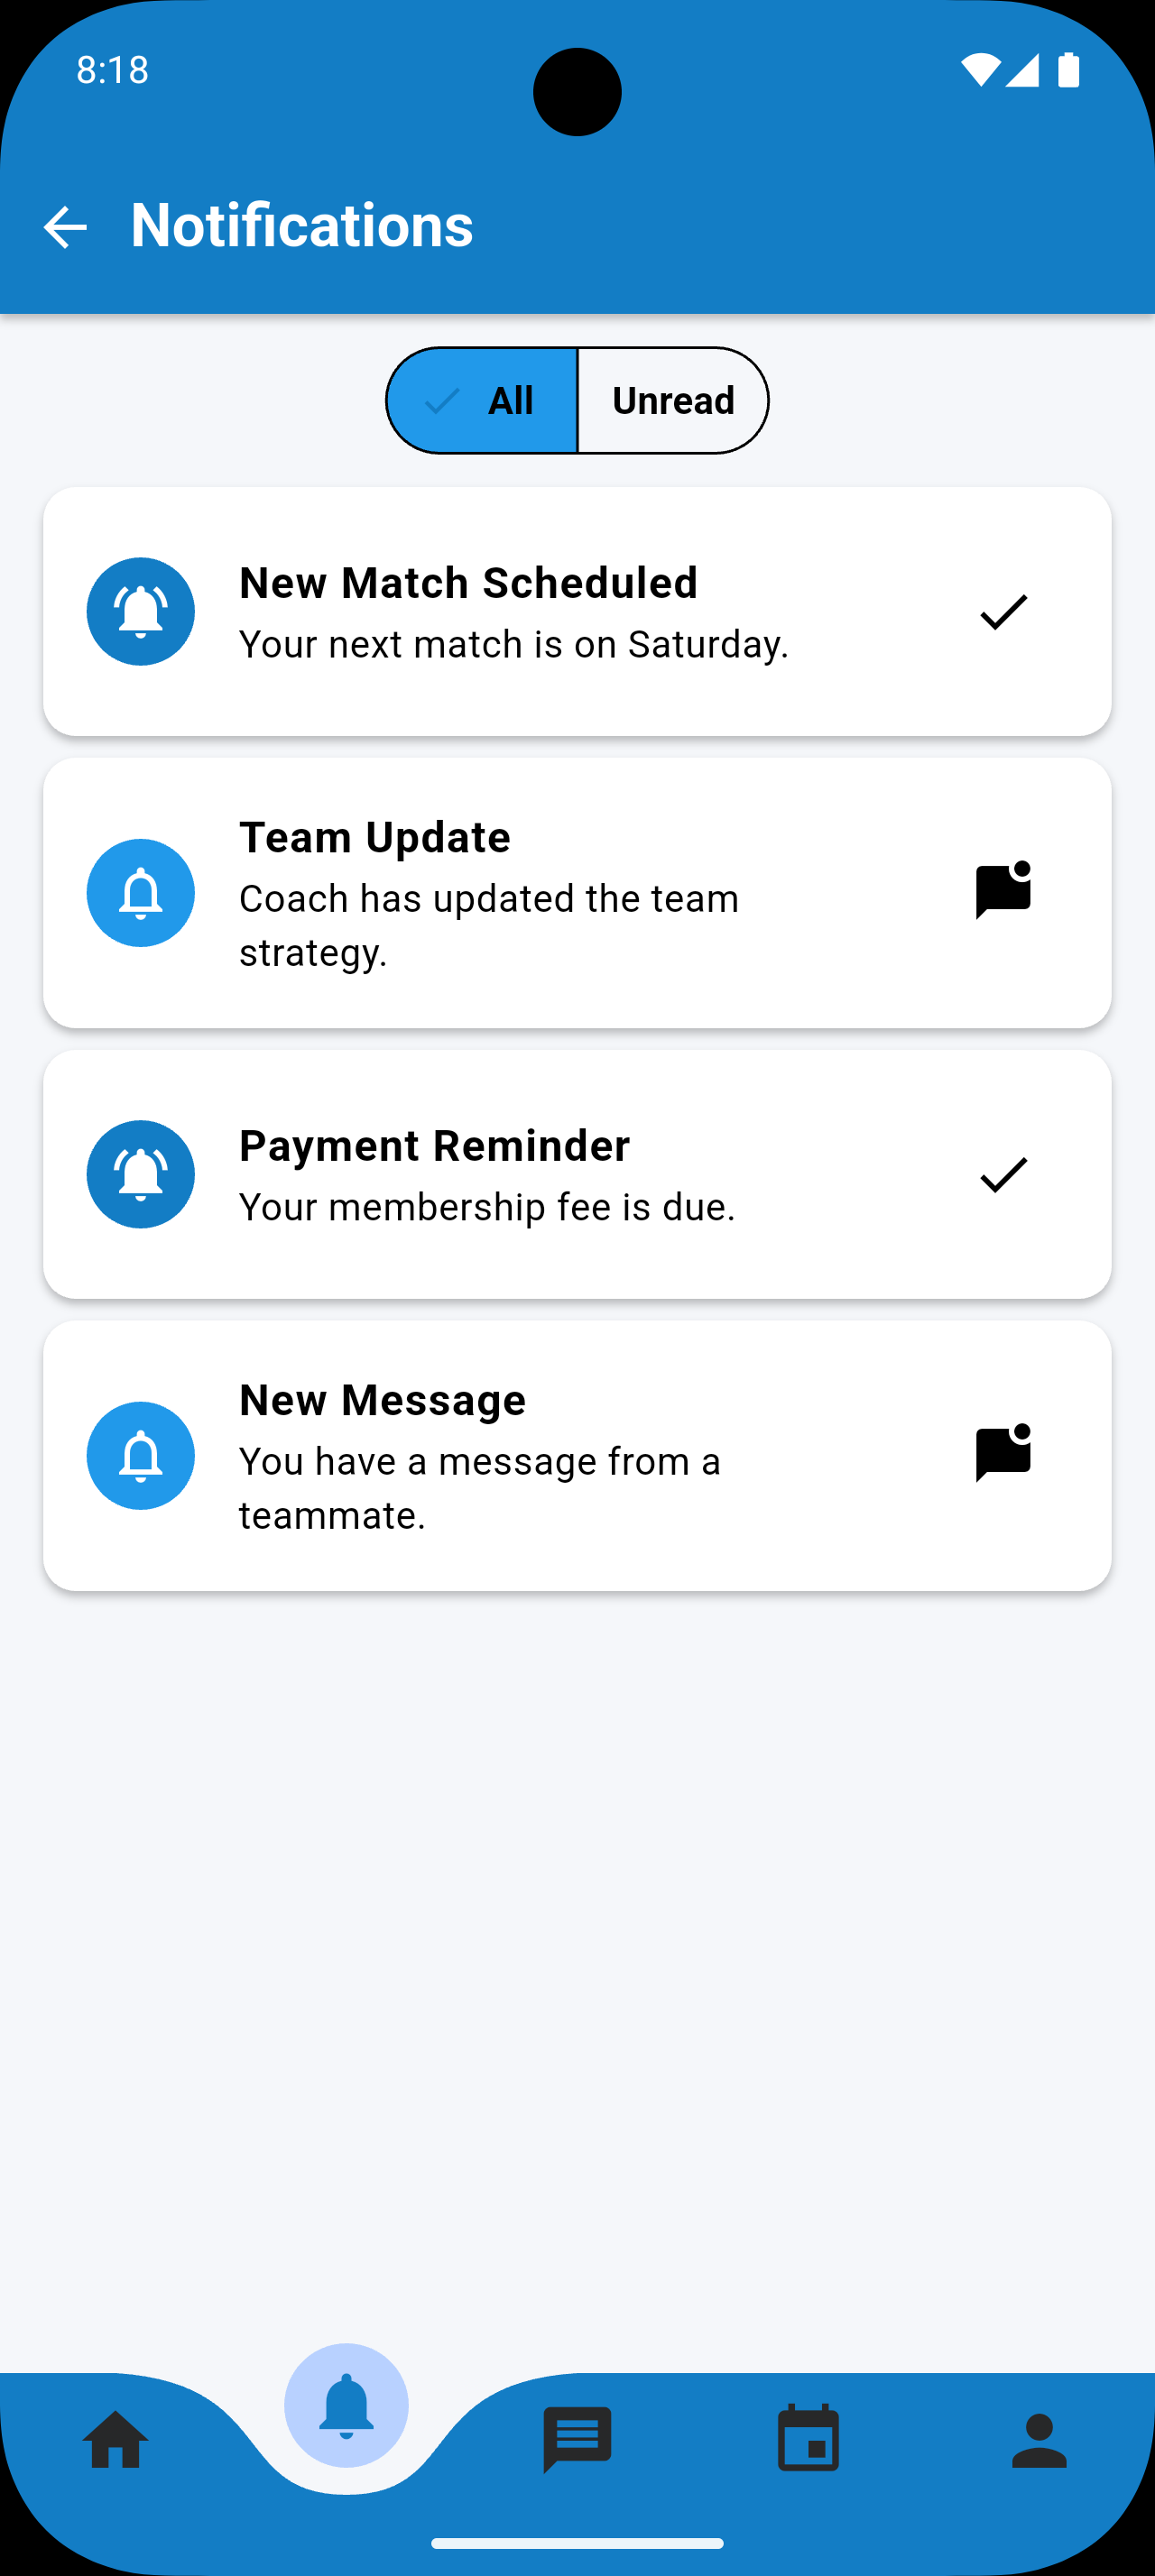 8:18
Notifications
All
Unread
New Match Scheduled
Your next match is on Saturday.
Team Update
Coach has updated the team
strategy.
Payment Reminder
Your membership fee is due.
New Message
You have a message from a
teammate.